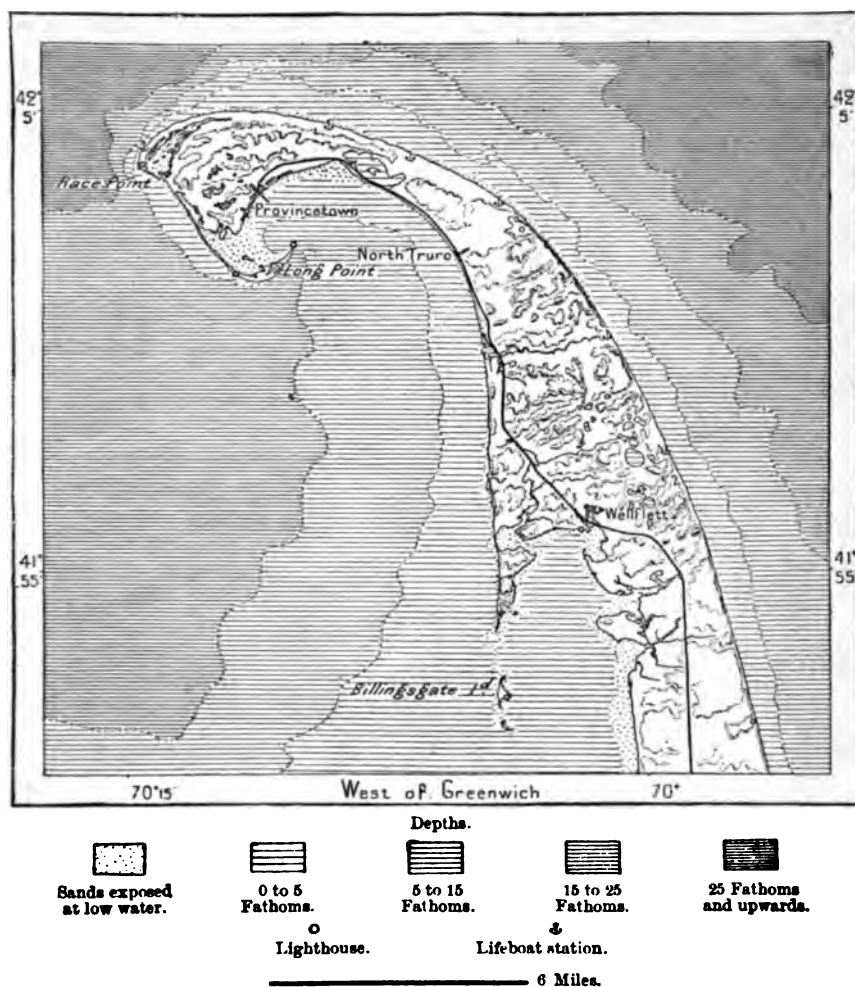 42°
5'
42°
5'
Race Point
Provincetown
North Truro
Long Point
Wellflett
41°
55'
41°
55'
Billingsgate Id.
70°15'
West of. Greenwich
70°
Depths.
Sands exposed
at low water.
0 to 5
Fathoms.
5 to 15
Fathoms.
15 to 25
Fathoms.
25 Fathoms
and upwards.
Lighthouse.
Lifeboat station.
6 Miles.